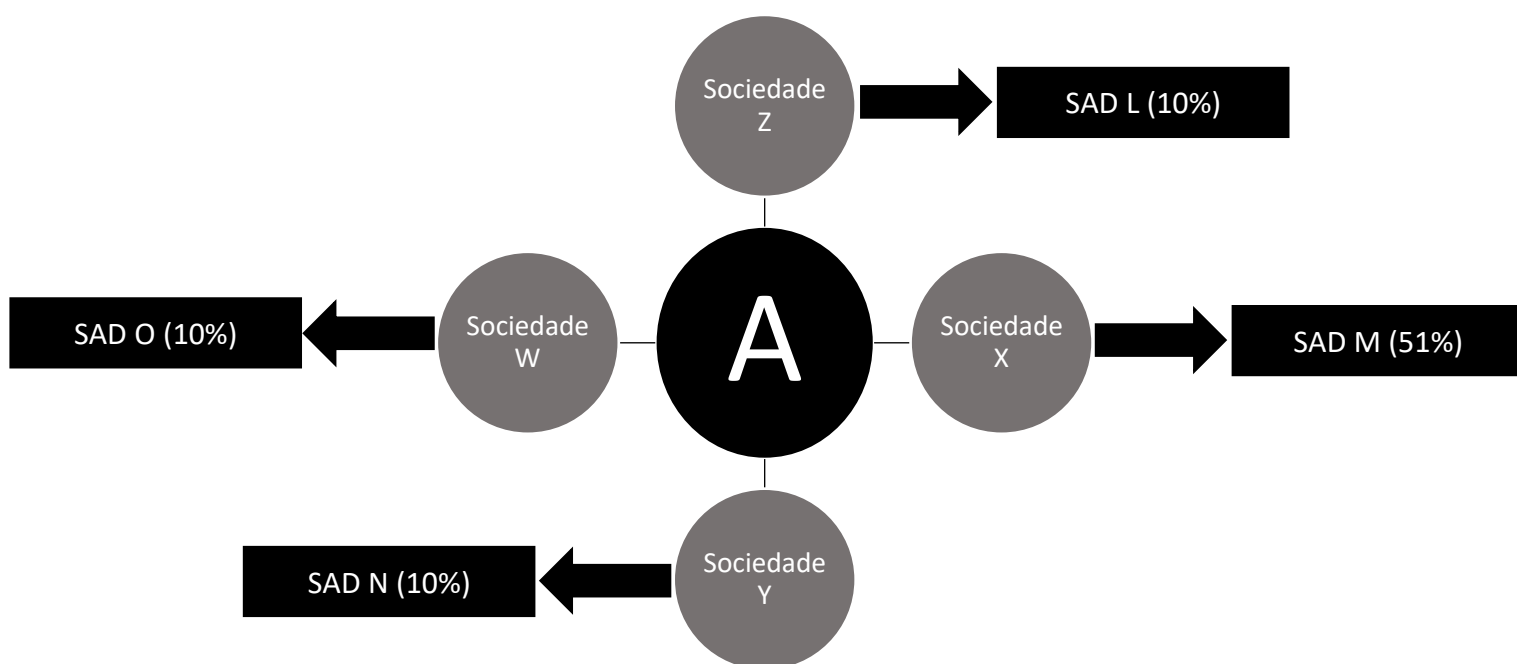 Sociedade
Z
SAD L (10%)
SAD O (10%)
Sociedade
W
A
Sociedade
X
SAD M (51%)
SAD N (10%)
Sociedade
Y